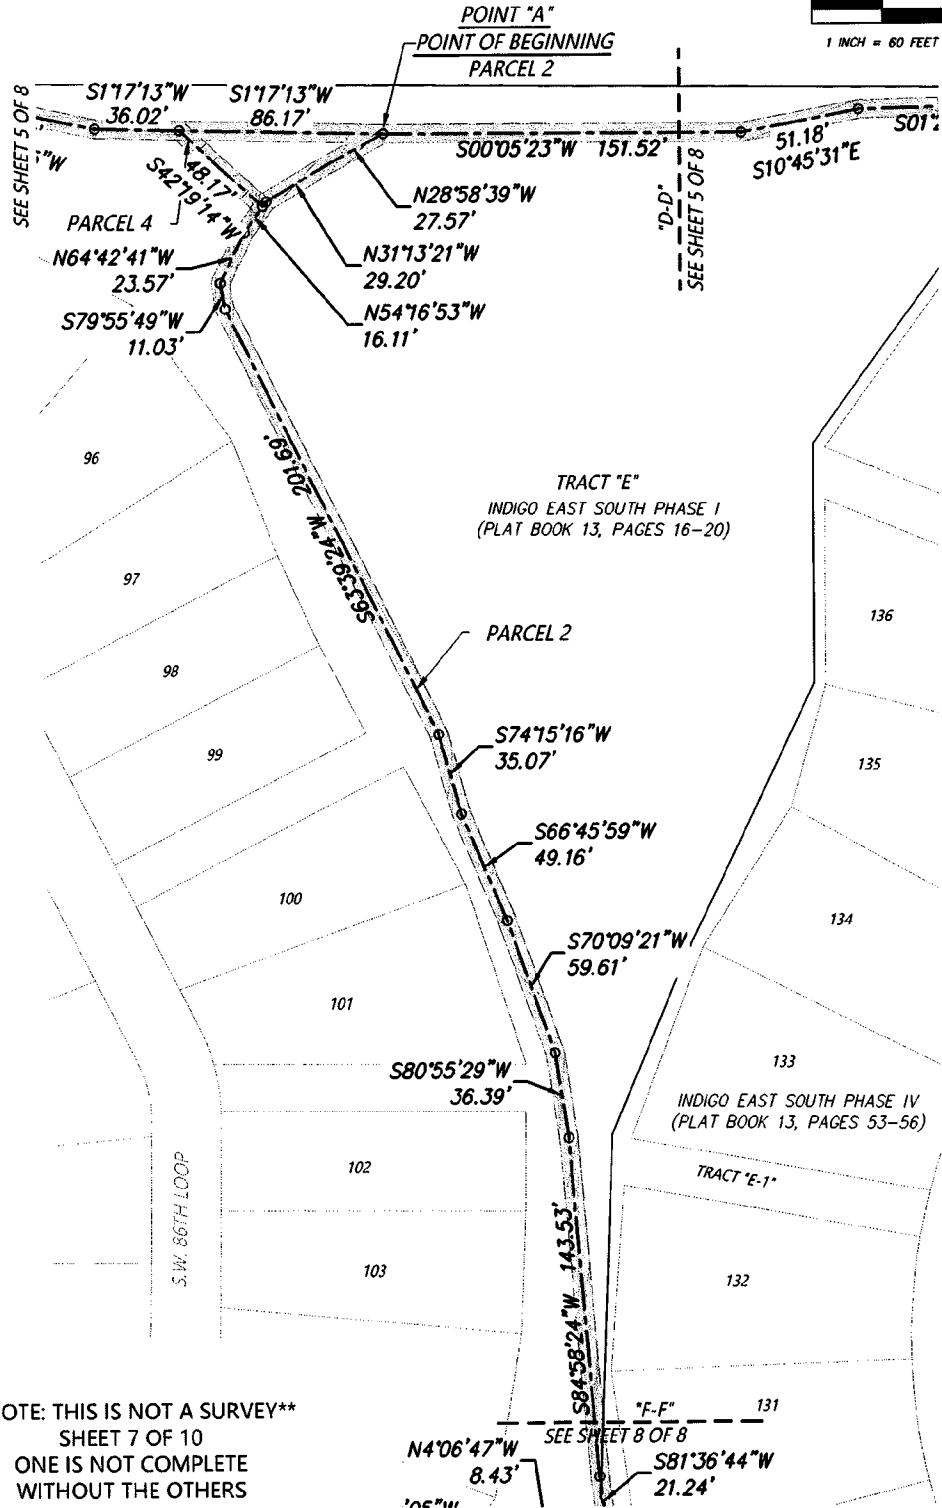 POINT "A"
POINT OF BEGINNING
PARCEL 2
1 INCH = 60 FEET
SEE SHEET 5 OF 8
S1°17'13"W
36.02'
S1°17'13"W
86.17'
S00°05'23"W 151.52'
"D-D"
SEE SHEET 5 OF 8
51.18'
S10°45'31"E
48.17'
S42°19'14"W
PARCEL 4
N28°58'39"W
27.57'
N31°13'21"W
29.20'
N64°42'41"W
23.57'
N54°16'53"W
16.11'
S79°55'49"W
11.03'
201.69'
S63°39'24"W
96
TRACT "E"
INDIGO EAST SOUTH PHASE I
(PLAT BOOK 13, PAGES 16-20)
97
136
PARCEL 2
98
99
S74°15'16"W
35.07'
135
S66°45'59"W
49.16'
100
134
S70°09'21"W
59.61'
101
133
S80°55'29"W
36.39'
INDIGO EAST SOUTH PHASE IV
(PLAT BOOK 13, PAGES 53-56)
102
TRACT "E-1"
S.W. 86TH LOOP
103
S84°58'24"W 143.53'
132
131
"F-F"
SEE SHEET 8 OF 8
OTE: THIS IS NOT A SURVEY**
SHEET 7 OF 10
ONE IS NOT COMPLETE
WITHOUT THE OTHERS
N4°06'47"W
8.43'
S81°36'44"W
21.24'